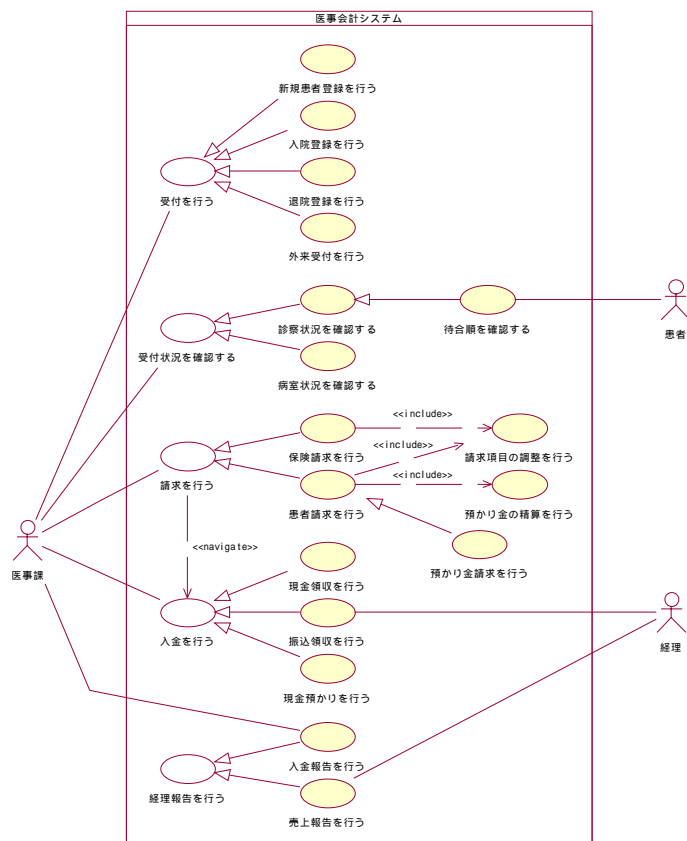 医事会計システム
新規患者登録を行う
入院登録を行う
受付を行う
退院登録を行う
外来受付を行う
診察状況を確認する
待合順を確認する
患者
受付状況を確認する
病室状況を確認する
<<include>>
保険請求を行う
<<include>>
請求項目の調整を行う
請求を行う
<<include>>
患者請求を行う
預かり金の精算を行う
<<navigate>>
預かり金請求を行う
医事課
現金領収を行う
入金を行う
振込領収を行う
経理
現金預かりを行う
入金報告を行う
経理報告を行う
売上報告を行う